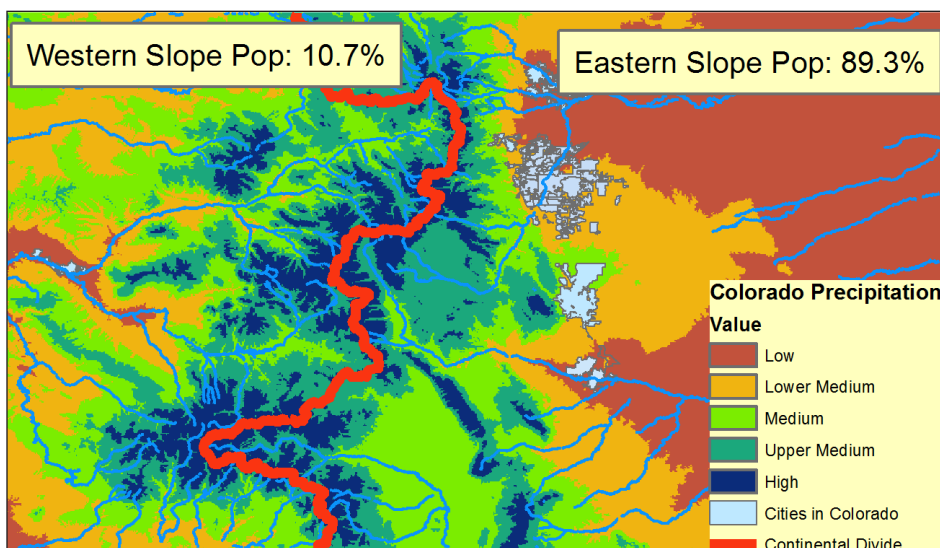 Western Slope Pop: 10.7%
Eastern Slope Pop: 89.3%
Colorado Precipitation
Value
Low
Lower Medium
Medium
Upper Medium
High
Cities in Colorado
Continental Divide